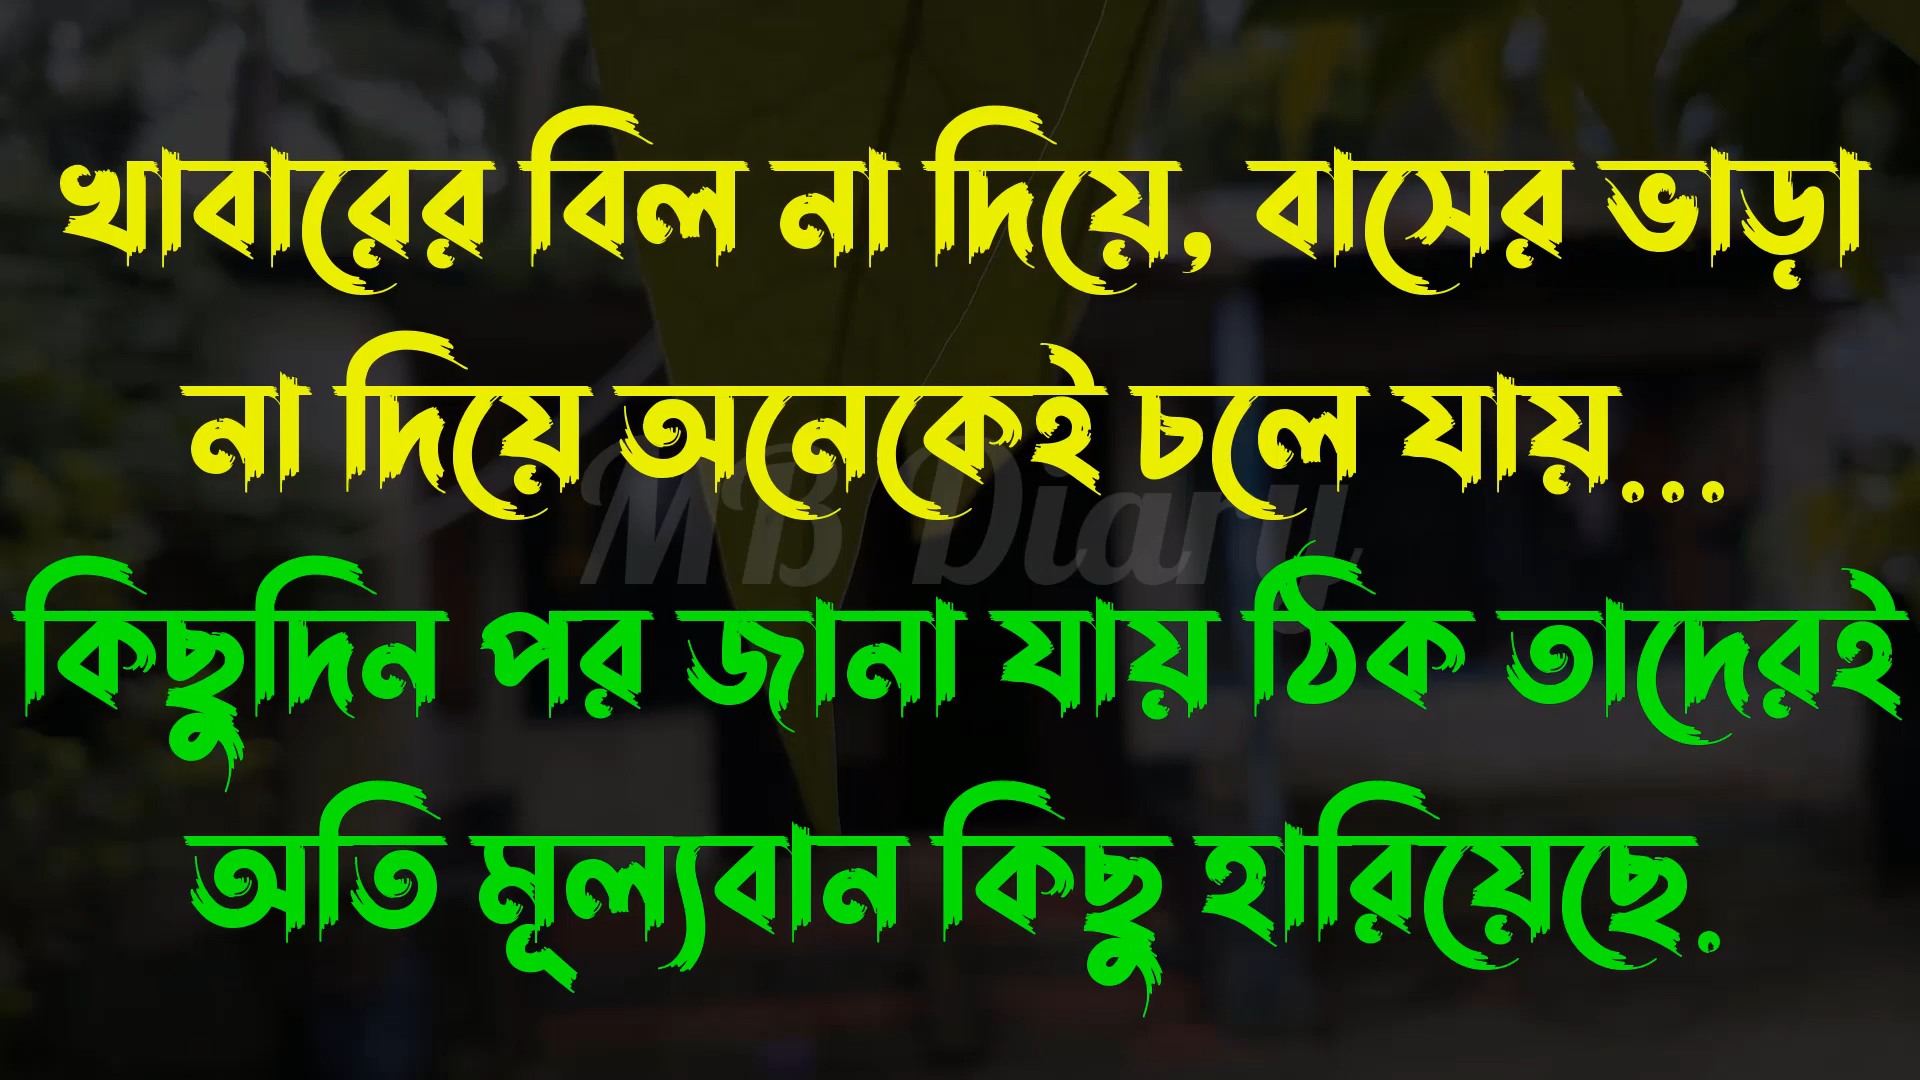 খাবারের বিল না দিয়ে, বাসের ভাড়া
না দিয়ে অনেকেই চলে যায়...
MB Diary
কিছুদিন পর জানা যায় ঠিক তাদেরই
অতি মূল্যবান কিছু হারিয়েছে.